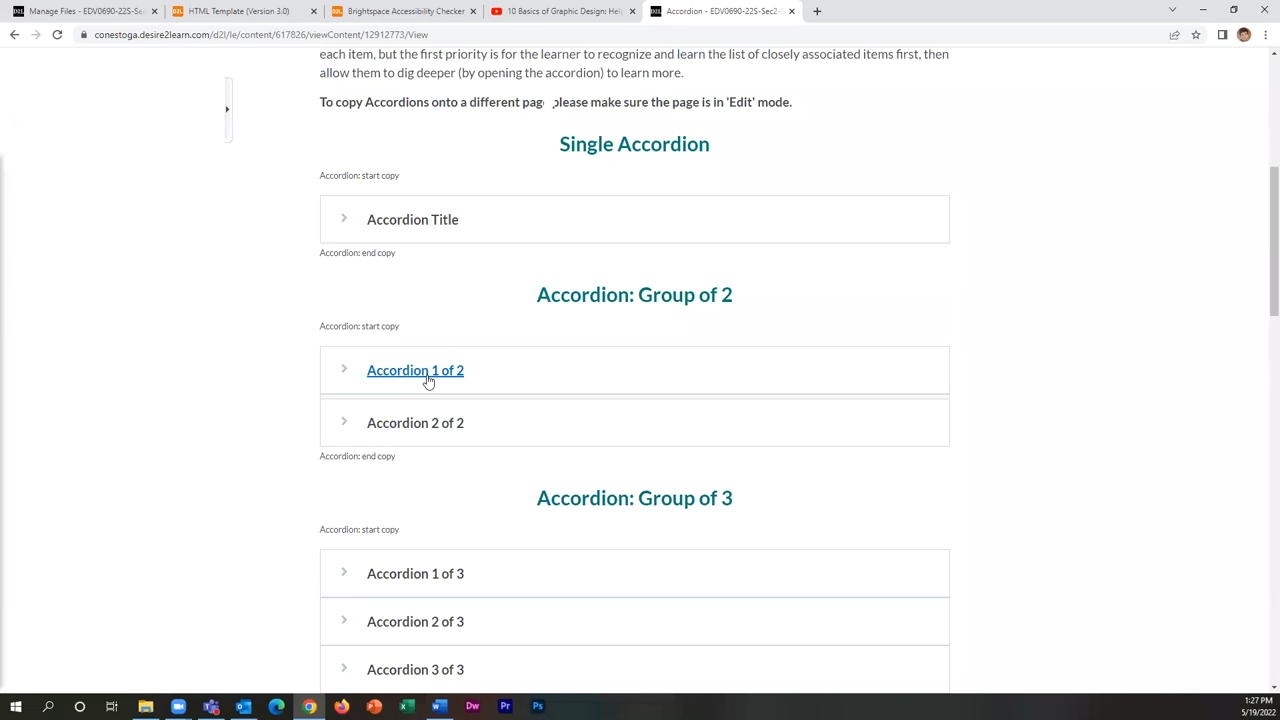 Manage Files - EDV0690-22S-Se
HTML Template (Version 3.0)
Brightspace Accessibility Checker
10 Basics of Graphic Design: Help
Accordion - EDV0690-22S-Sec2-
conestoga.desire2learn.com/d2l/le/content/617826/viewContent/12912773/View
each item, but the first priority is for the learner to recognize and learn the list of closely associated items first, then
allow them to dig deeper (by opening the accordion) to learn more.
To copy Accordions onto a different pag please make sure the page is in 'Edit' mode.
Single Accordion
Accordion: start copy
Accordion Title
Accordion: end copy
Accordion: Group of 2
Accordion: start copy
Accordion 1 of 2
Accordion 2 of 2
Accordion: end copy
Accordion: Group of 3
Accordion: start copy
Accordion 1 of 3
Accordion 2 of 3
Accordion 3 of 3
1:27 PM
5/19/2022